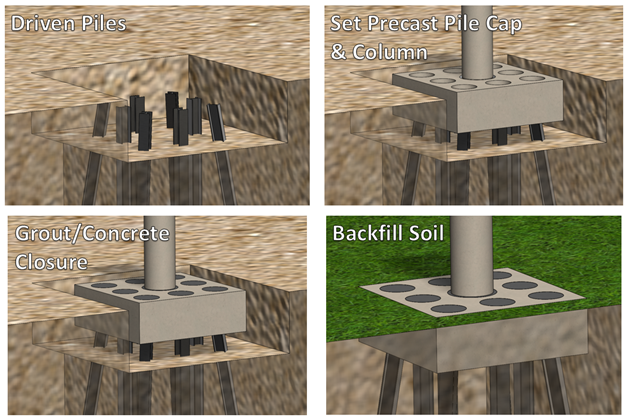 Driven Piles
Set Precast Pile Cap
& Column
Grout/Concrete
Closure
Backfill Soil